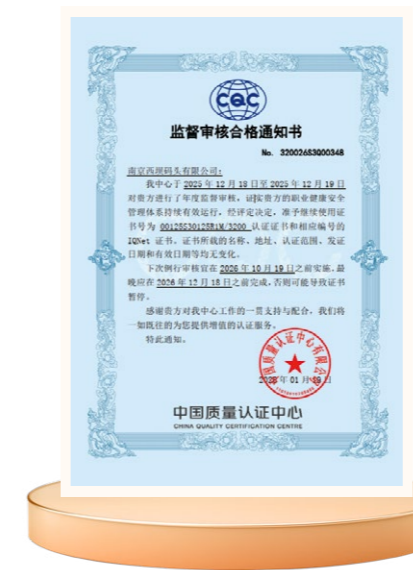 CQC
监督审核合格通知书
No. 32002683Q00348
南京西坝码头有限公司:
我中心于 2025 年 12 月 18 日至 2025 年 12 月 19 日
对贵方进行了年度监督审核，证实贵方的职业健康安全
管理体系持续有效运行，经评定决定，准予继续使用证
书号为 00125S30125R1M/3200 认证证书和相应编号的
IQNet 证书。证书所载的名称、地址、认证范围、发证
日期和有效日期等均无变化。
下次例行审核宜在 2026 年 10 月 19 日之前实施，最
晚应在 2026 年 12 月 18 日之前完成，否则可能导致证书
暂停。
感谢贵方对我中心工作的一贯支持与配合，我们将
一如既往的为您提供增值的认证服务。
特此通知。
年 01 月 09 日
中国质量认证中心
CHINA QUALITY CERTIFICATION CENTRE